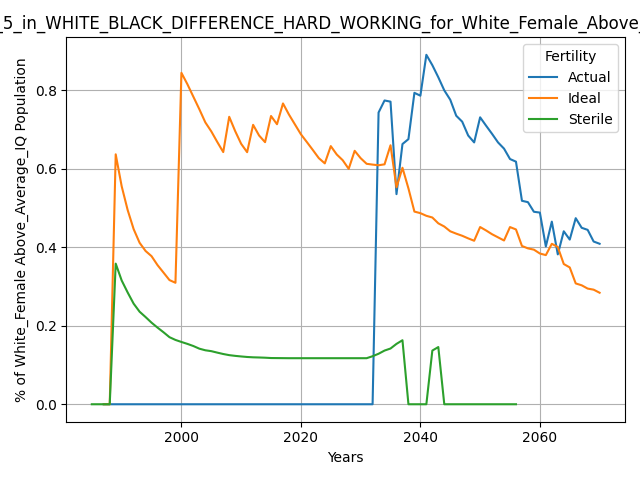 _5_in_WHITE_BLACK_DIFFERENCE_HARD_WORKING_for_White_Female_Above_
% of White_Female Above_Average_IQ Population
0.8
0.6
0.4
0.2
0.0
Fertility
Actual
Ideal
Sterile
2000
2020
2040
2060
Years